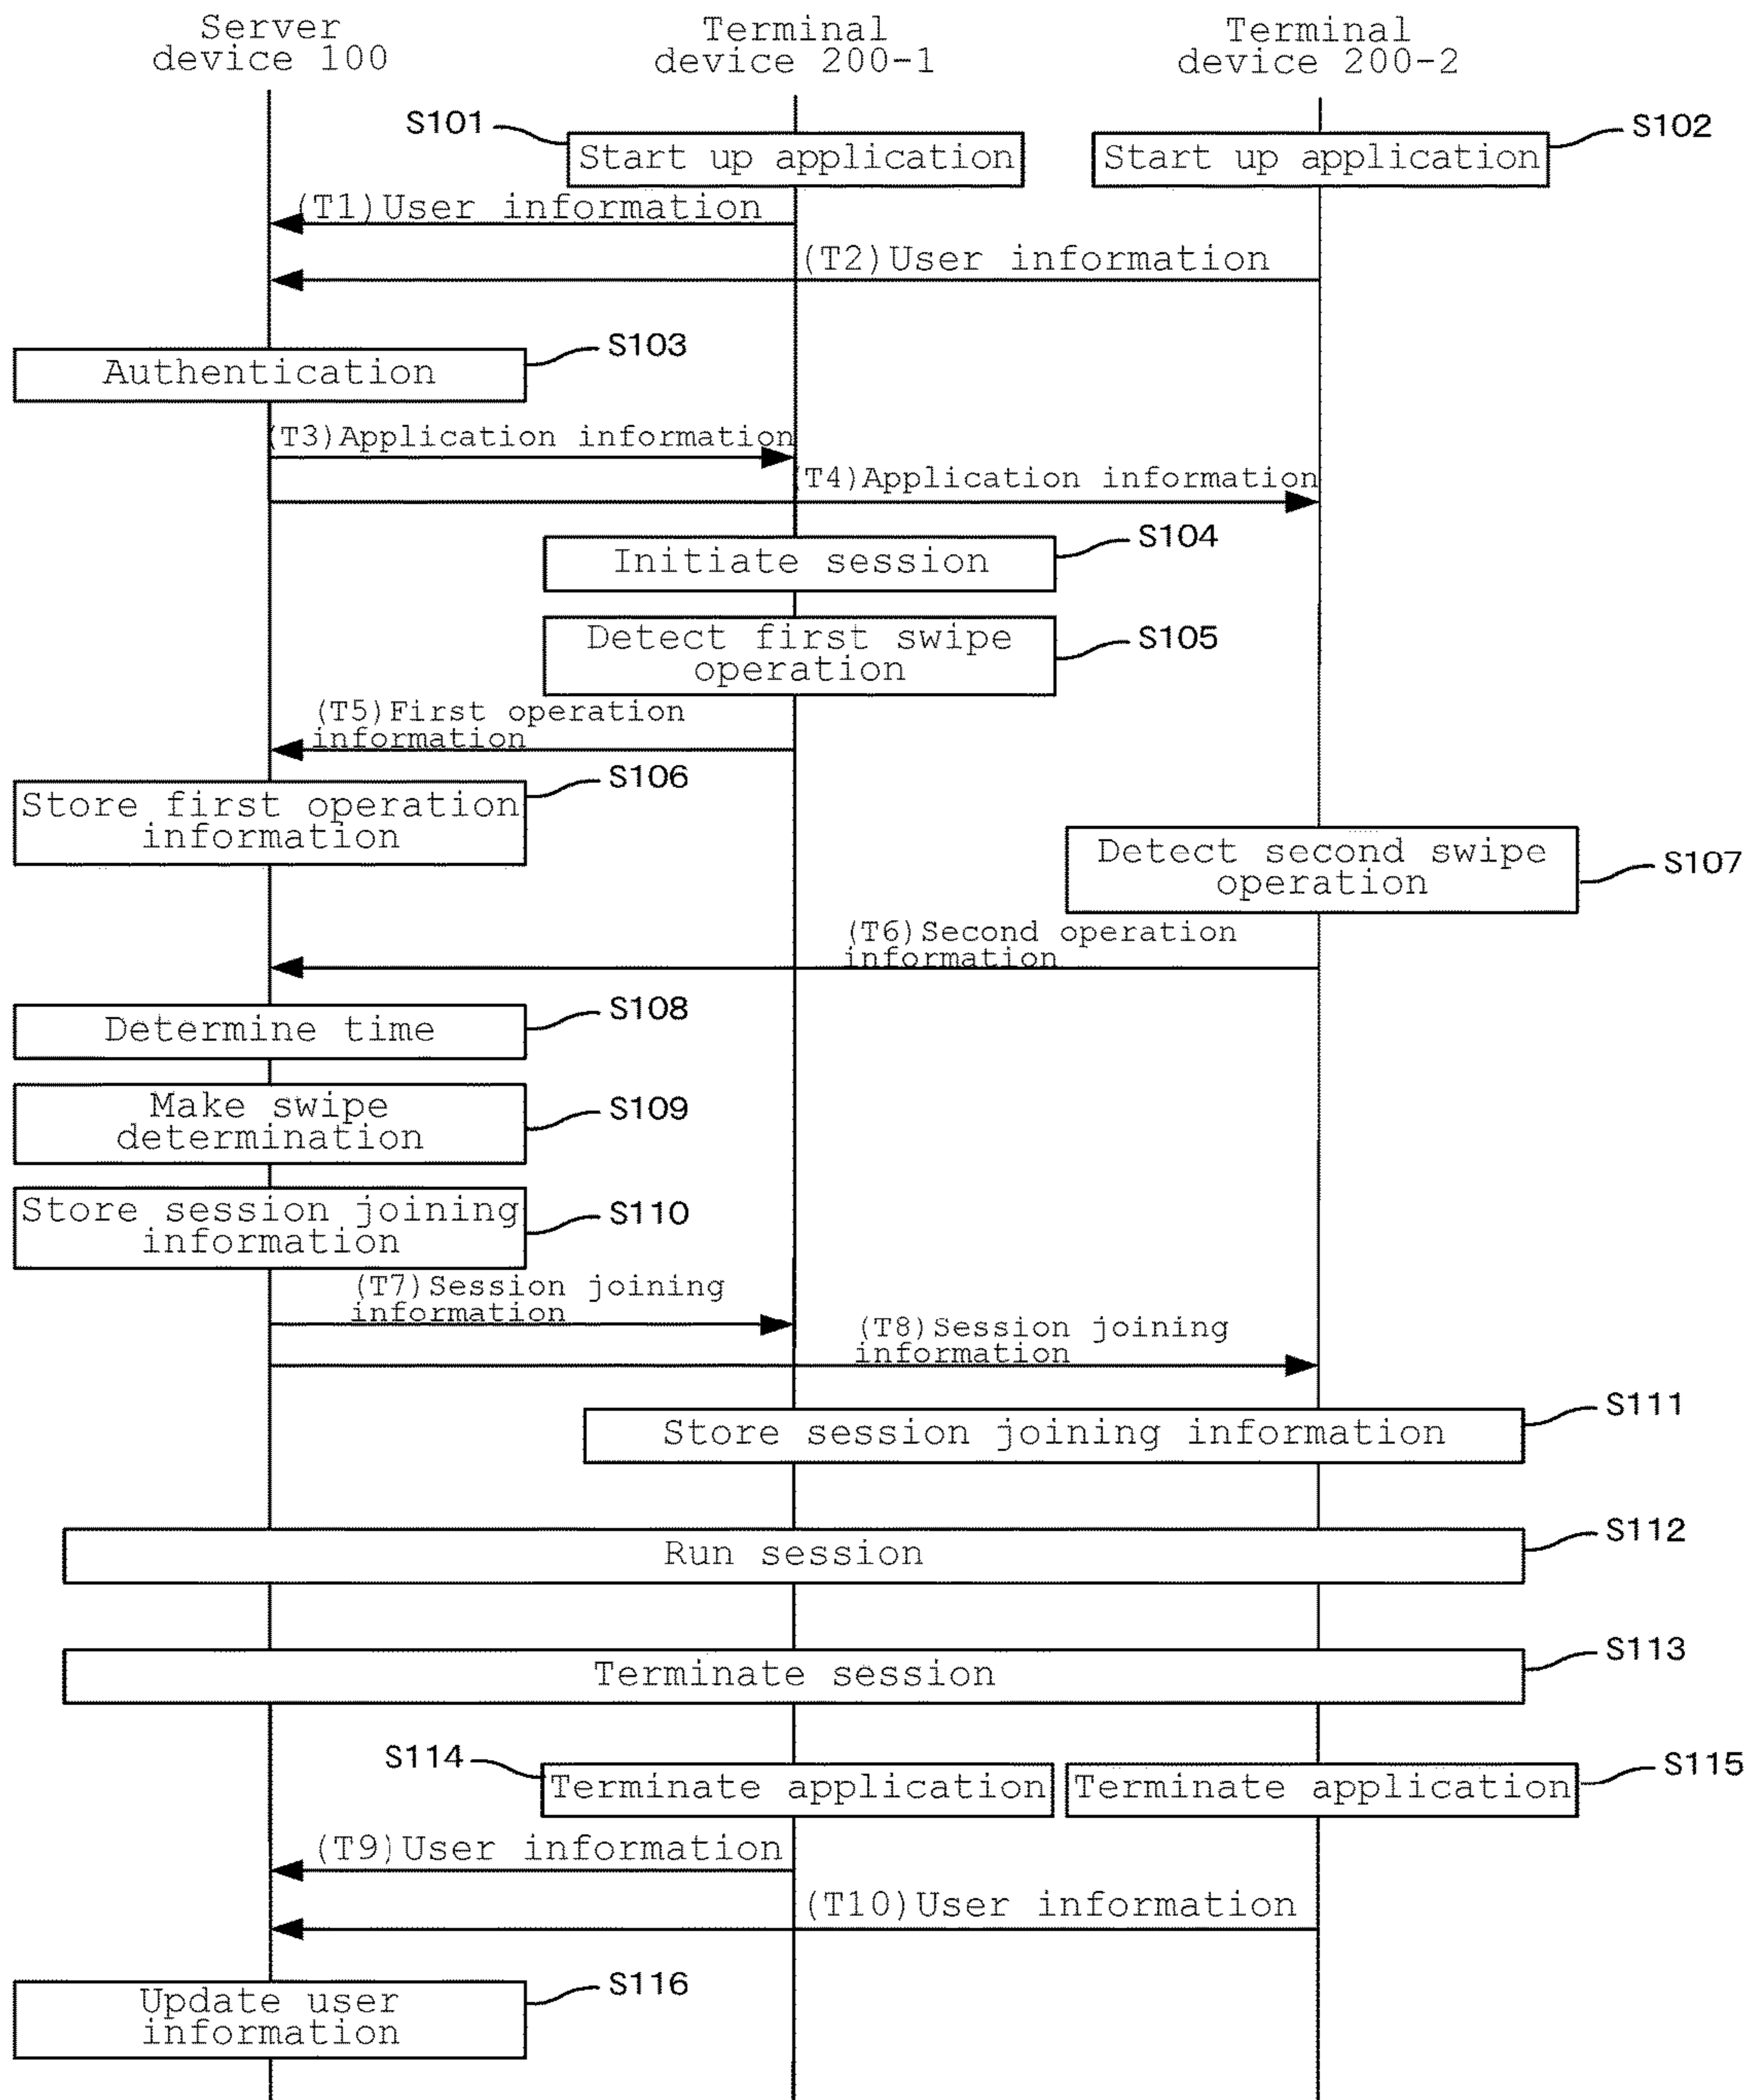 Server
device 100
Terminal
device 200-1
Terminal
device 200-2
S101
Start up application
Start up application
S102
(T1)User information
(T2)User information
S103
Authentication
(T3)Application information
(T4)Application information
S104
Initiate session
Detect first swipe
operation
S105
(T5)First operation
information
S106
Store first operation
information
Detect second swipe
operation
S107
(T6)Second operation
information
S108
Determine time
Make swipe
determination
S109
Store session joining
information
S110
(T7)Session joining
information
(T8)Session joining
information
S111
Store session joining information
S112
Run session
S113
Terminate session
S114
Terminate application
Terminate application
S115
(T9)User information
(T10)User information
S116
Update user
information